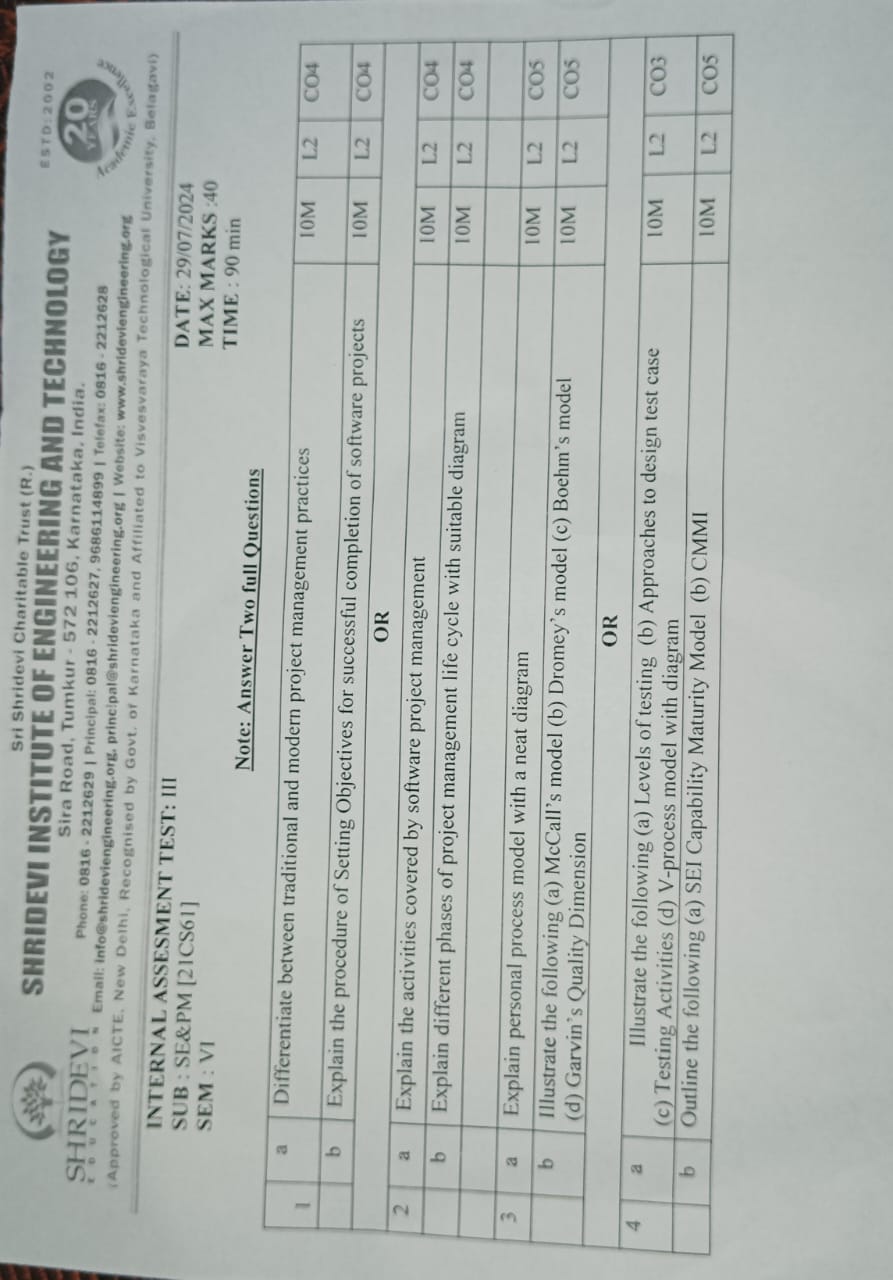 Sri Shridevi Charitable Trust (R.)
SHRIDEVI INSTITUTE OF ENGINEERING AND TECHNOLOGY
Sira Road, Tumkur - 572 106, Karnataka, India.
Phone: 0816 - 2212629 | Principal: 0816 - 2212627, 9686114899 | Telefax: 0816 - 2212628
Email: info@shrideviengineering.org, principal@shrideviengineering.org | Website: www.shrideviengineering.org
(Approved by AICTE, New Delhi, Recognised by Govt. of Karnataka and Affiliated to Visvesvaraya Technological University, Belagavi)
SHRIDEVI
EDUCATION
ESTD:2002
20
YEARS
Academic Excellence
INTERNAL ASSESMENT TEST: III
SUB : SE&PM [21CS61]
SEM : VI
DATE: 29/07/2024
MAX MARKS :40
TIME : 90 min
Note: Answer Two full Questions
1 a Differentiate between traditional and modern project management practices 10M L2 CO4
b Explain the procedure of Setting Objectives for successful completion of software projects 10M L2 CO4
OR
2 a Explain the activities covered by software project management 10M L2 CO4
b Explain different phases of project management life cycle with suitable diagram 10M L2 CO4
3 a Explain personal process model with a neat diagram 10M L2 CO5
b Illustrate the following (a) McCall's model (b) Dromey's model (c) Boehm's model 10M L2 CO5
(d) Garvin's Quality Dimension
OR
4 a Illustrate the following (a) Levels of testing (b) Approaches to design test case 10M L2 CO3
(c) Testing Activities (d) V-process model with diagram
b Outline the following (a) SEI Capability Maturity Model (b) CMMI 10M L2 CO5